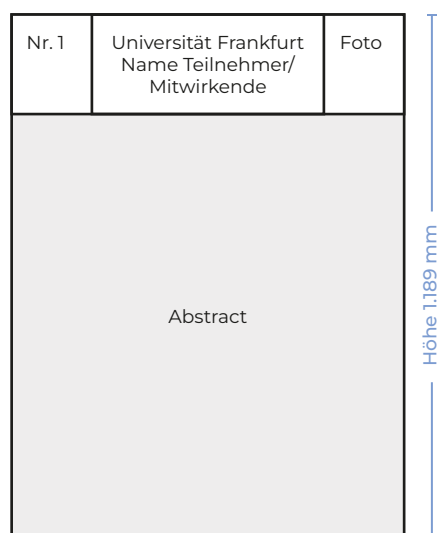 Nr. 1
Universität Frankfurt
Name Teilnehmer/
Mitwirkende
Foto
Abstract
Höhe 1.189 mm